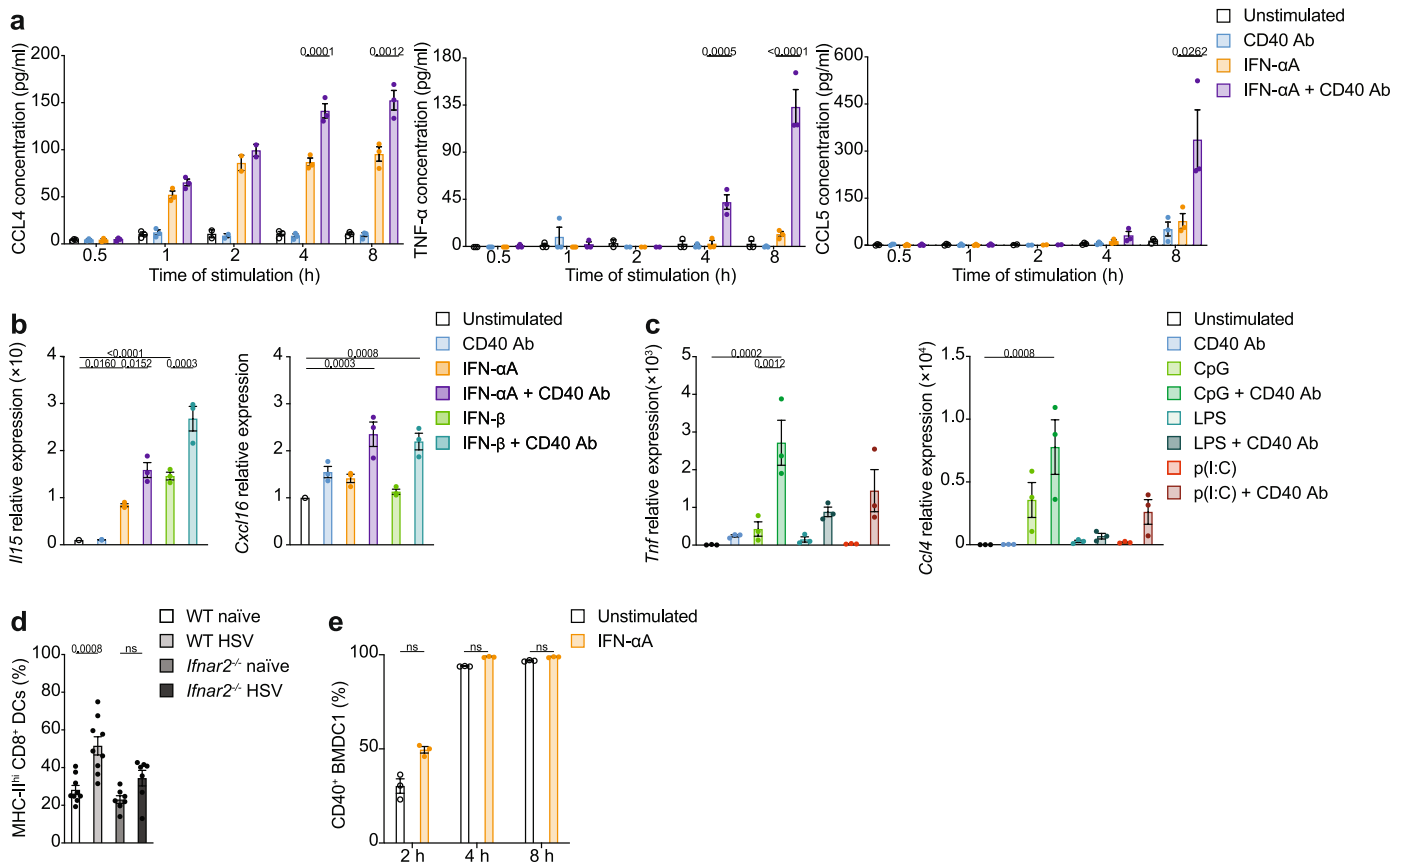 a
CCL4 concentration (pg/ml)
200
150
100
50
0
0.0001
0.0012
0.5
1
2
4
8
Time of stimulation (h)
TNF-α concentration (pg/ml)
180
135
90
45
0
0.0005
<0.0001
0.5
1
2
4
8
Time of stimulation (h)
CCL5 concentration (pg/ml)
600
450
300
150
0
0.0262
0.5
1
2
4
8
Time of stimulation (h)
Unstimulated
CD40 Ab
IFN-αA
IFN-αA + CD40 Ab
b
Il15 relative expression (×10)
4
3
2
1
0
<0.0001
0.0160
0.0152
0.0003
Cxcl16 relative expression
4
3
2
1
0
0.0008
0.0003
Unstimulated
CD40 Ab
IFN-αA
IFN-αA + CD40 Ab
IFN-β
IFN-β + CD40 Ab
c
Tnf relative expression(×10³)
5
4
3
2
1
0
0.0002
0.0012
Ccl4 relative expression (×10⁴)
1.5
1.0
0.5
0
0.0008
Unstimulated
CD40 Ab
CpG
CpG + CD40 Ab
LPS
LPS + CD40 Ab
p(I:C)
p(I:C) + CD40 Ab
d
MHC-IIʰⁱ CD8⁺ DCs (%)
100
80
60
40
20
0
0.0008
ns
WT naïve
WT HSV
Ifnar2⁻/⁻ naïve
Ifnar2⁻/⁻ HSV
e
CD40⁺ BMDC1 (%)
100
50
0
ns
ns
ns
2 h
4 h
8 h
Unstimulated
IFN-αA